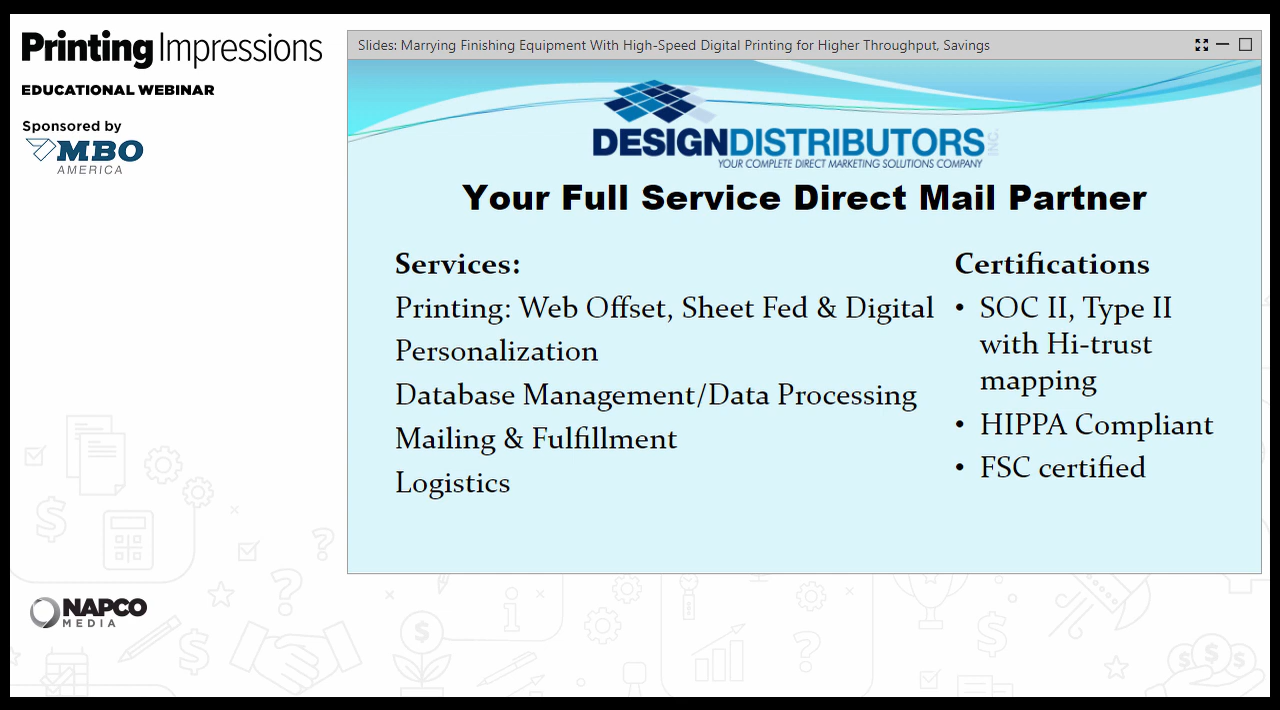 Printing Impressions
EDUCATIONAL WEBINAR
Sponsored by
MBO
AMERICA
Slides: Marrying Finishing Equipment With High-Speed Digital Printing for Higher Throughput, Savings
DESIGNDISTRIBUTORS INC.
YOUR COMPLETE DIRECT MARKETING SOLUTIONS COMPANY
Your Full Service Direct Mail Partner
Services:
Printing: Web Offset, Sheet Fed & Digital
Personalization
Database Management/Data Processing
Mailing & Fulfillment
Logistics
Certifications
• SOC II, Type II
with Hi-trust
mapping
• HIPPA Compliant
• FSC certified
NAPCO
MEDIA